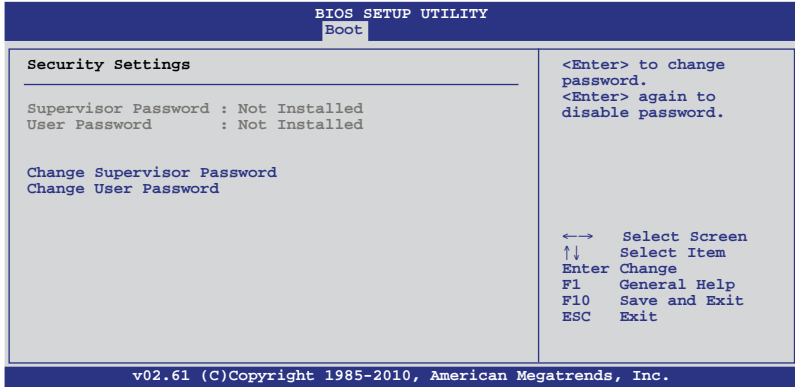 BIOS SETUP UTILITY
Boot
Security Settings
Supervisor Password : Not Installed
User Password : Not Installed
Change Supervisor Password
Change User Password
<Enter> to change
password.
<Enter> again to
disable password.
←→ Select Screen
↑↓ Select Item
Enter Change
F1 General Help
F10 Save and Exit
ESC Exit
v02.61 (C)Copyright 1985-2010, American Megatrends, Inc.